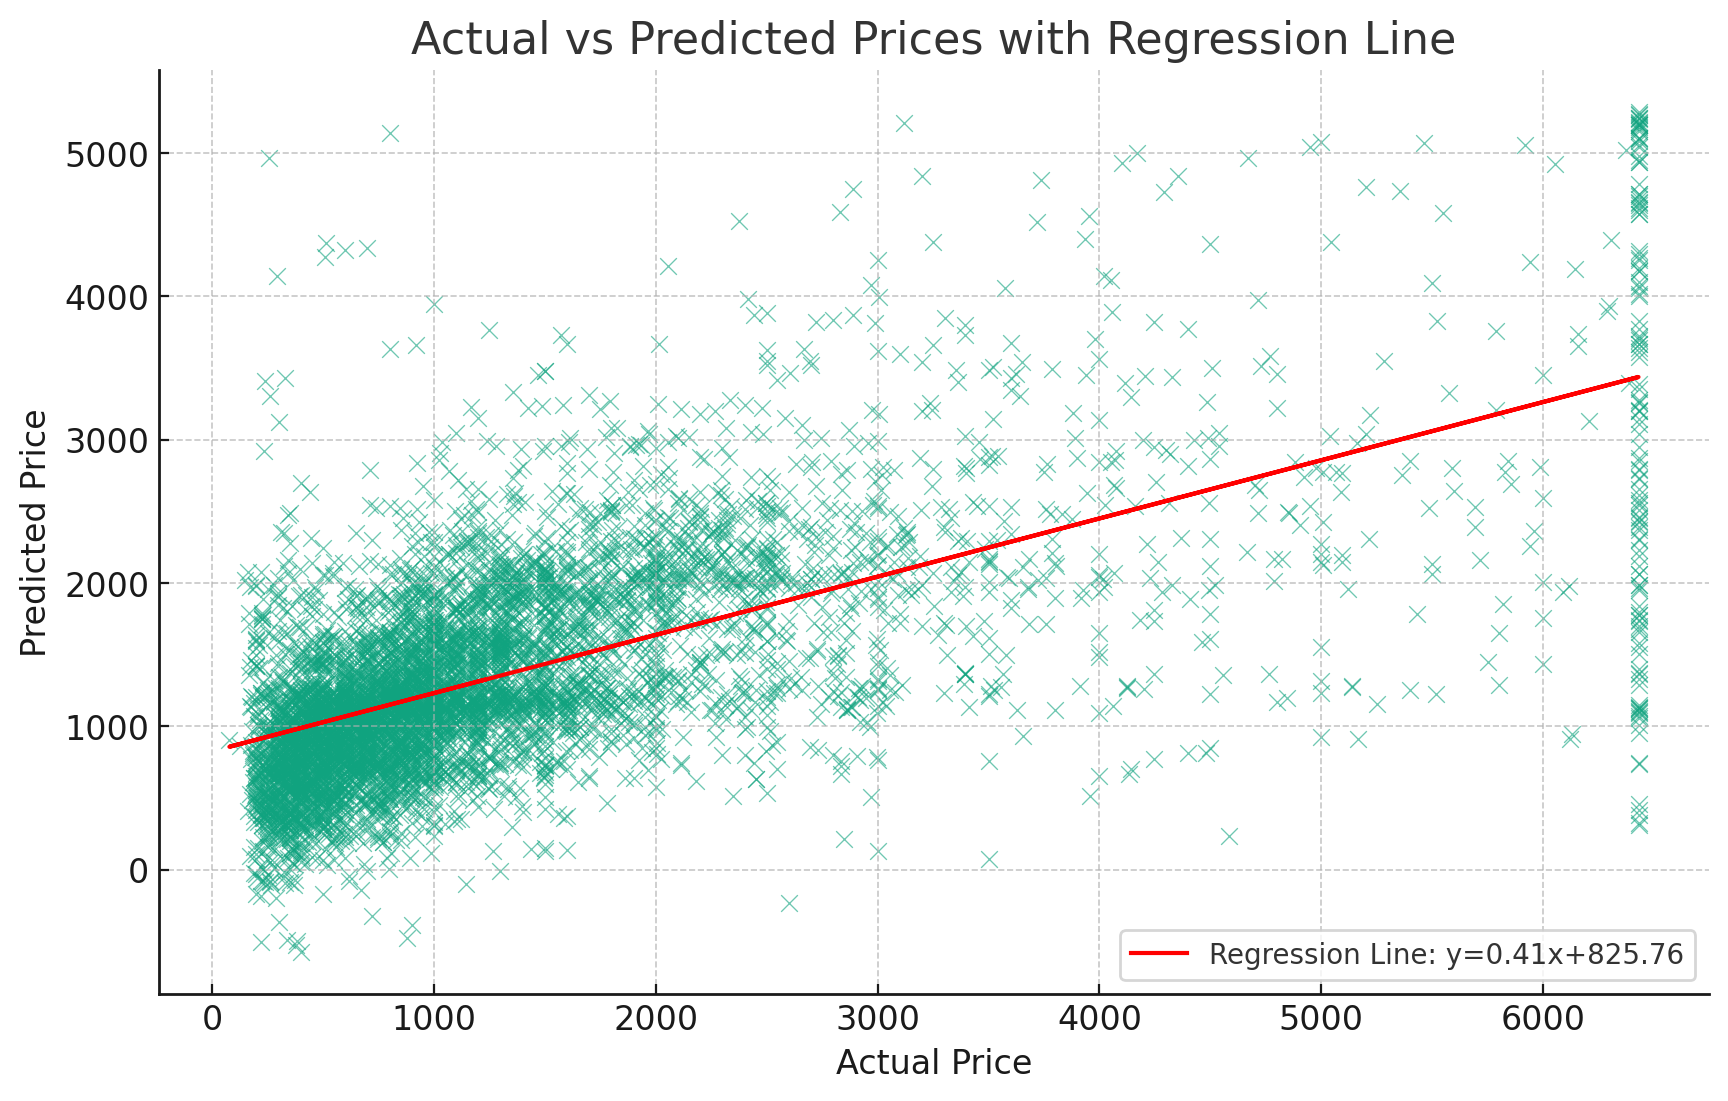 Actual vs Predicted Prices with Regression Line
Predicted Price
5000
4000
3000
2000
1000
0
Regression Line: y=0.41x+825.76
0 1000 2000 3000 4000 5000 6000
Actual Price